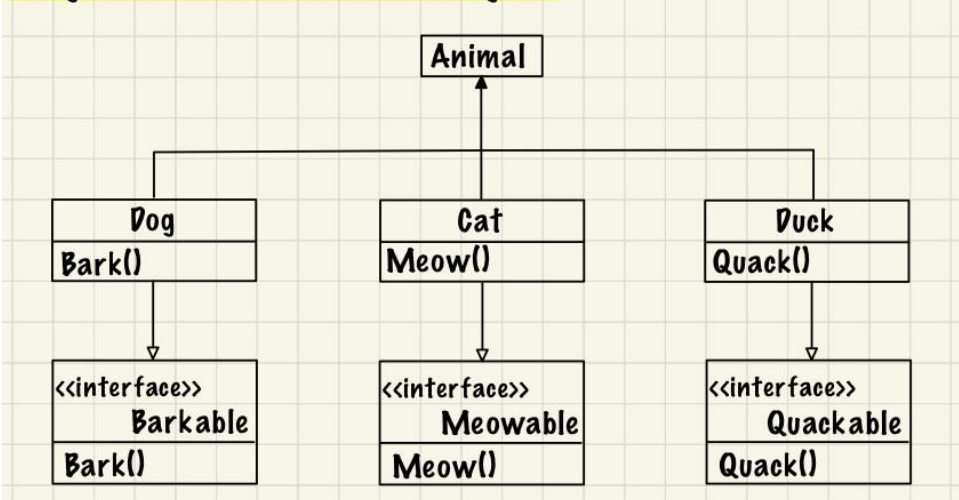 Animal
Dog
Bark()
Cat
Meow()
Duck
Quack()
<<interface>>
Barkable
Bark()
<<interface>>
Meowable
Meow()
<<interface>>
Quackable
Quack()